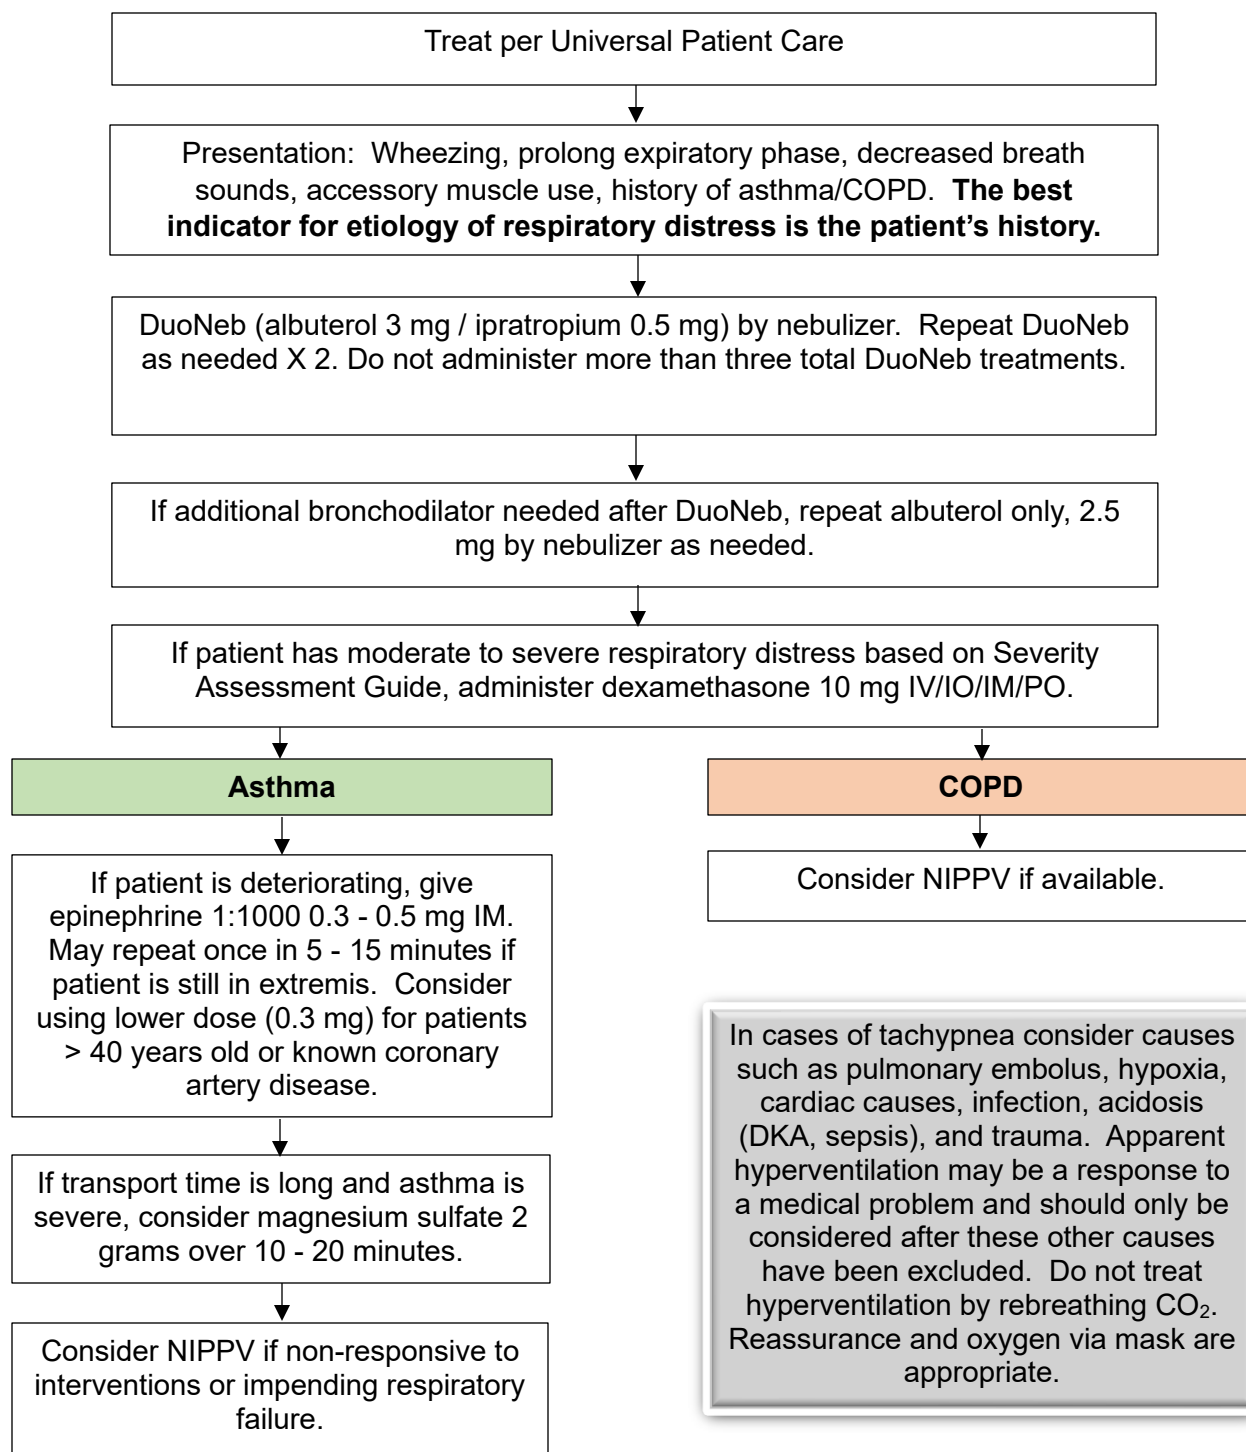 Treat per Universal Patient Care
Presentation:  Wheezing, prolong expiratory phase, decreased breath
sounds, accessory muscle use, history of asthma/COPD.  The best
indicator for etiology of respiratory distress is the patient’s history.
DuoNeb (albuterol 3 mg / ipratropium 0.5 mg) by nebulizer.  Repeat DuoNeb
as needed X 2. Do not administer more than three total DuoNeb treatments.
If additional bronchodilator needed after DuoNeb, repeat albuterol only, 2.5
mg by nebulizer as needed.
If patient has moderate to severe respiratory distress based on Severity
Assessment Guide, administer dexamethasone 10 mg IV/IO/IM/PO.
Asthma
If patient is deteriorating, give
epinephrine 1:1000 0.3 - 0.5 mg IM.
May repeat once in 5 - 15 minutes if
patient is still in extremis.  Consider
using lower dose (0.3 mg) for patients
> 40 years old or known coronary
artery disease.
If transport time is long and asthma is
severe, consider magnesium sulfate 2
grams over 10 - 20 minutes.
Consider NIPPV if non-responsive to
interventions or impending respiratory
failure.
COPD
Consider NIPPV if available.
In cases of tachypnea consider causes
such as pulmonary embolus, hypoxia,
cardiac causes, infection, acidosis
(DKA, sepsis), and trauma.  Apparent
hyperventilation may be a response to
a medical problem and should only be
considered after these other causes
have been excluded.  Do not treat
hyperventilation by rebreathing CO₂.
Reassurance and oxygen via mask are
appropriate.